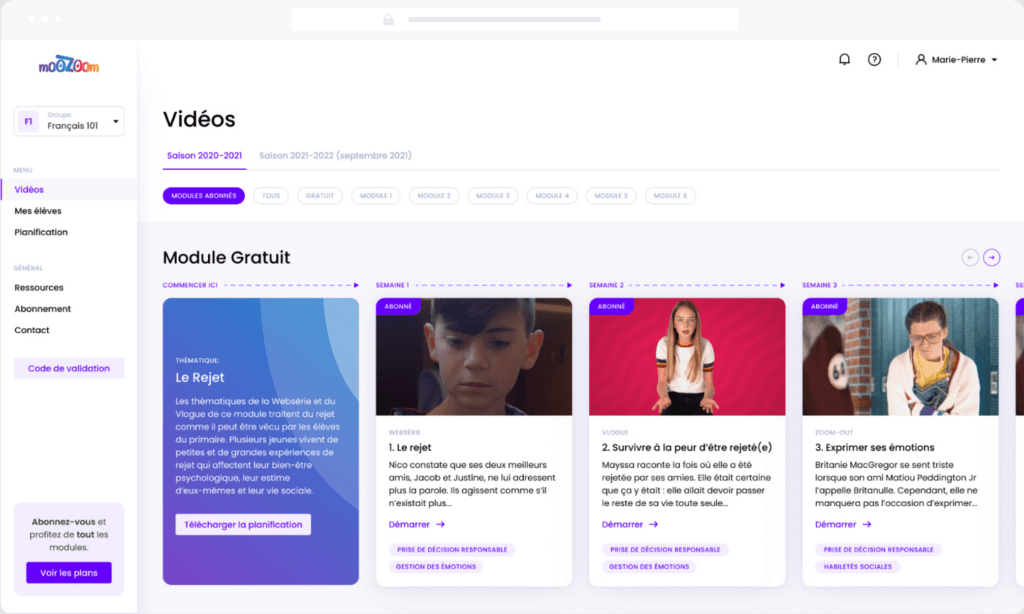 mOOZOOm
Marie-Pierre
F1
Groupe
Français 101
MENU
Vidéos
Mes élèves
Planification
GÉNÉRAL
Ressources
Abonnement
Contact
Code de validation
Abonnez-vous et
profitez de tout les
modules.
Voir les plans
Vidéos
Saison 2020-2021
Saison 2021-2022 (septembre 2021)
MODULES ABONNÉS
TOUS
GRATUIT
MODULE 1
MODULE 2
MODULE 3
MODULE 4
MODULE 5
MODULE 6
Module Gratuit
COMMENCER ICI
THÉMATIQUE:
Le Rejet
Les thématiques de la Websérie et du
Vlogue de ce module traitent du rejet
comme il peut être vécu par les élèves
du primaire. Plusieurs jeunes vivent de
petites et de grandes expériences de
rejet qui affectent leur bien-être
psychologique, leur estime
d'eux-mêmes et leur vie sociale.
Télécharger la planification
SEMAINE 1
ABONNÉ
WEBSÉRIE
1. Le rejet
Nico constate que ses deux meilleurs
amis, Jacob et Justine, ne lui adressent
plus la parole. Ils agissent comme s'il
n'existait plus...
Démarrer
PRISE DE DÉCISION RESPONSABLE
GESTION DES ÉMOTIONS
SEMAINE 2
ABONNÉ
VLOGUE
2. Survivre à la peur d'être rejeté(e)
Mayssa raconte la fois où elle a été
rejetée par ses amies. Elle était certaine
que ça y était : elle allait devoir passer
le reste de sa vie toute seule...
Démarrer
PRISE DE DÉCISION RESPONSABLE
GESTION DES ÉMOTIONS
SEMAINE 3
ABONNÉ
ZOOM-OUT
3. Exprimer ses émotions
Britanie MacGregor se sent triste
lorsque son ami Matiou Peddington Jr
l'appelle Britanulle. Cependant, elle ne
manquera pas l'occasion d'exprimer...
Démarrer
PRISE DE DÉCISION RESPONSABLE
HABILETÉS SOCIALES
SE